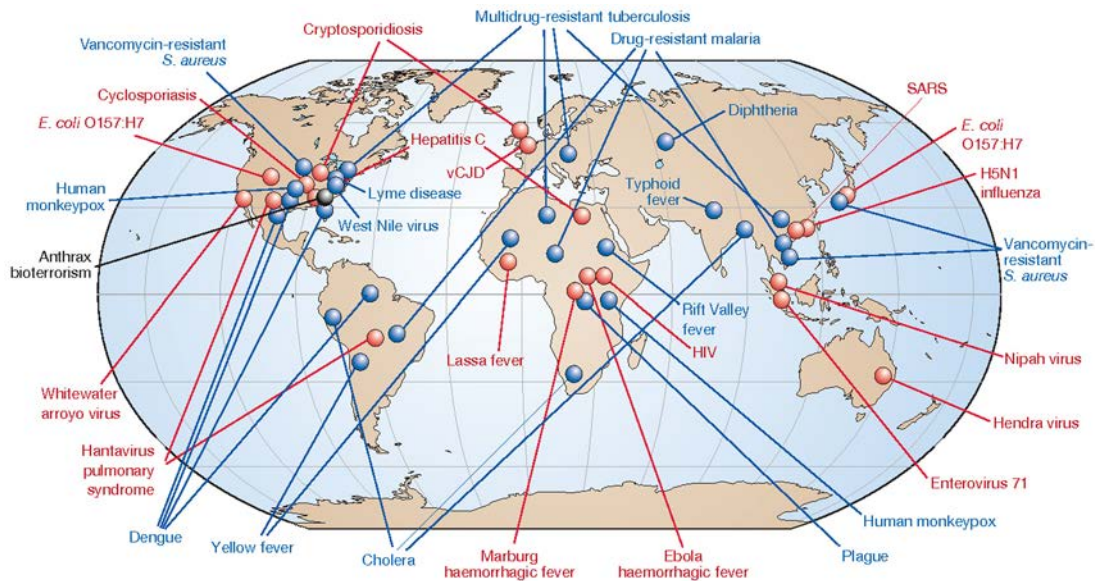 Multidrug-resistant tuberculosis
Cryptosporidiosis
Drug-resistant malaria
Vancomycin-resistant
S. aureus
SARS
Cyclosporiasis
Diphtheria
E. coli
O157:H7
E. coli O157:H7
Hepatitis C
vCJD
H5N1
influenza
Human
monkeypox
Lyme disease
Typhoid
fever
West Nile virus
Anthrax
bioterrorism
Vancomycin-
resistant
S. aureus
Rift Valley
fever
HIV
Lassa fever
Nipah virus
Whitewater
arroyo virus
Hendra virus
Hantavirus
pulmonary
syndrome
Enterovirus 71
Human monkeypox
Dengue
Yellow fever
Cholera
Marburg
haemorrhagic fever
Ebola
haemorrhagic fever
Plague